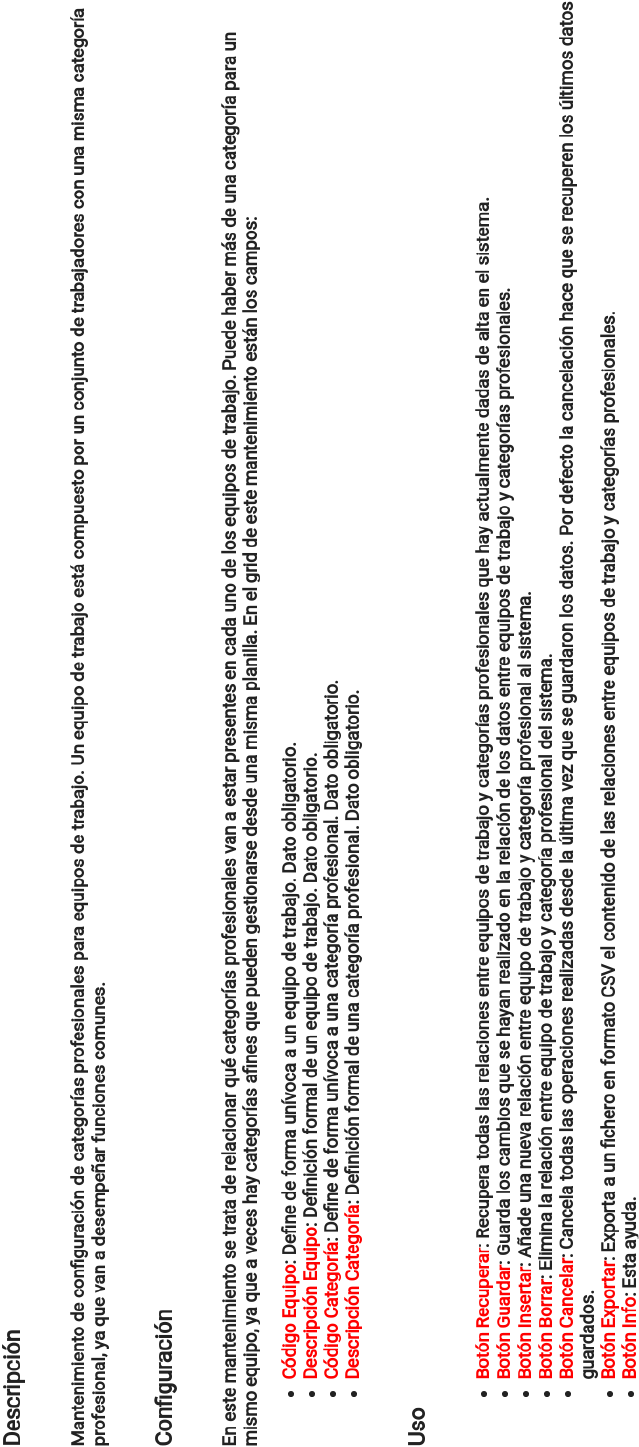 Descripción
Mantenimiento de configuración de categorías profesionales para equipos de trabajo. Un equipo de trabajo está compuesto por un conjunto de trabajadores con una misma categoría
profesional, ya que van a desempeñar funciones comunes.
Configuración
En este mantenimiento se trata de relacionar qué categorías profesionales van a estar presentes en cada uno de los equipos de trabajo. Puede haber más de una categoría para un
mismo equipo, ya que a veces hay categorías afines que pueden gestionarse desde una misma planilla. En el grid de este mantenimiento están los campos:
• Código Equipo: Define de forma unívoca a un equipo de trabajo. Dato obligatorio.
• Descripción Equipo: Definición formal de un equipo de trabajo. Dato obligatorio.
• Código Categoría: Define de forma unívoca a una categoría profesional. Dato obligatorio.
• Descripción Categoría: Definición formal de una categoría profesional. Dato obligatorio.
Uso
• Botón Recuperar: Recupera todas las relaciones entre equipos de trabajo y categorías profesionales que hay actualmente dadas de alta en el sistema.
• Botón Guardar: Guarda los cambios que se hayan realizado en la relación de los datos entre equipos de trabajo y categorías profesionales.
• Botón Insertar: Añade una nueva relación entre equipo de trabajo y categoría profesional al sistema.
• Botón Borrar: Elimina la relación entre equipo de trabajo y categoría profesional del sistema.
• Botón Cancelar: Cancela todas las operaciones realizadas desde la última vez que se guardaron los datos. Por defecto la cancelación hace que se recuperen los últimos datos
guardados.
• Botón Exportar: Exporta a un fichero en formato CSV el contenido de las relaciones entre equipos de trabajo y categorías profesionales.
• Botón Info: Esta ayuda.